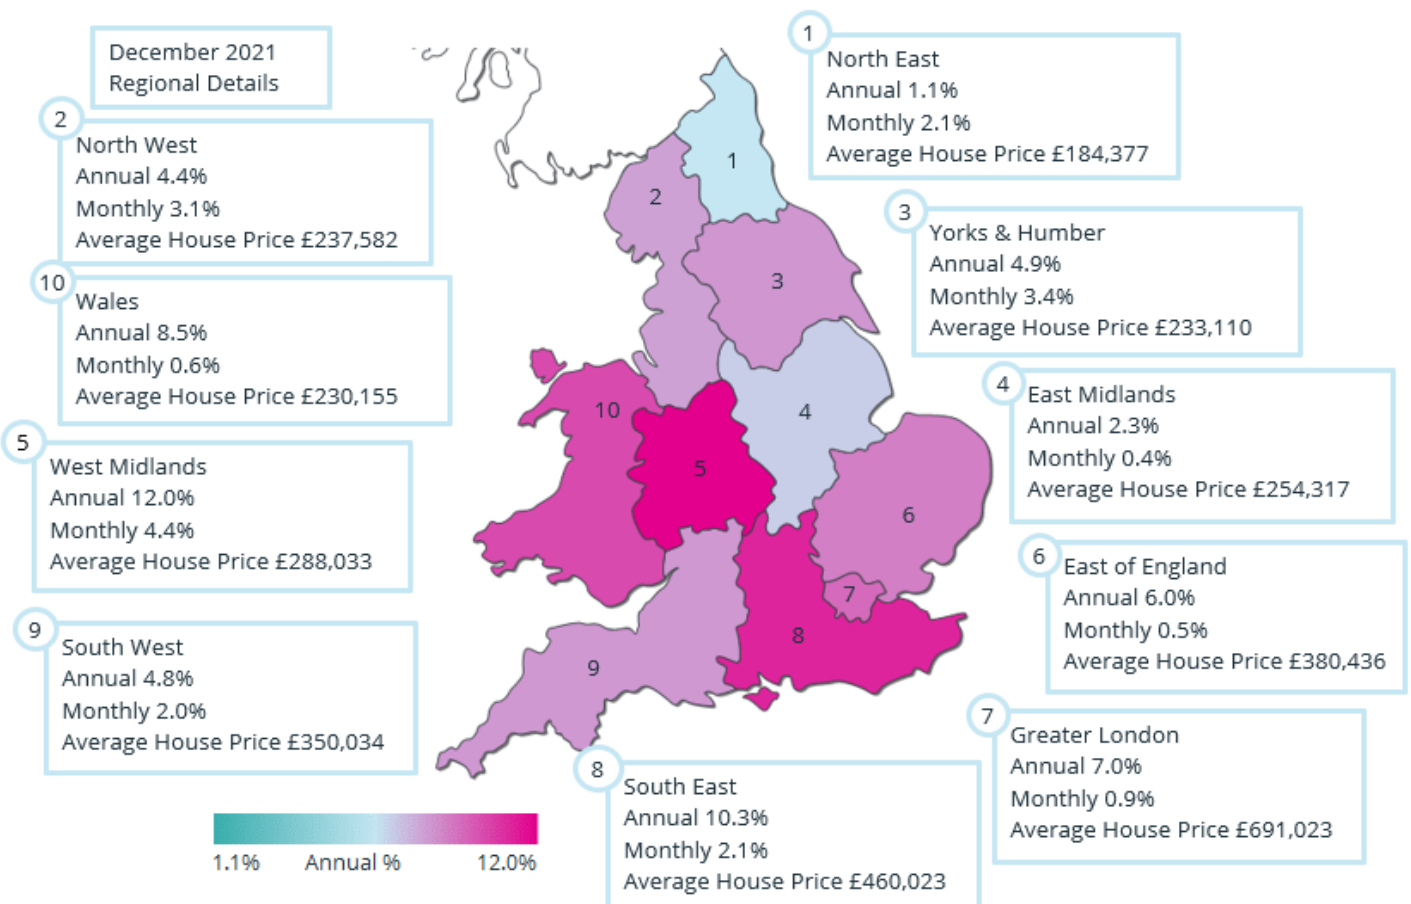 December 2021
Regional Details
1
North East
Annual 1.1%
Monthly 2.1%
Average House Price £184,377
2
North West
Annual 4.4%
Monthly 3.1%
Average House Price £237,582
3
Yorks & Humber
Annual 4.9%
Monthly 3.4%
Average House Price £233,110
10
Wales
Annual 8.5%
Monthly 0.6%
Average House Price £230,155
4
East Midlands
Annual 2.3%
Monthly 0.4%
Average House Price £254,317
5
West Midlands
Annual 12.0%
Monthly 4.4%
Average House Price £288,033
6
East of England
Annual 6.0%
Monthly 0.5%
Average House Price £380,436
9
South West
Annual 4.8%
Monthly 2.0%
Average House Price £350,034
7
Greater London
Annual 7.0%
Monthly 0.9%
Average House Price £691,023
8
South East
Annual 10.3%
Monthly 2.1%
Average House Price £460,023
1
2
3
10
4
5
6
7
8
9
1.1% Annual % 12.0%